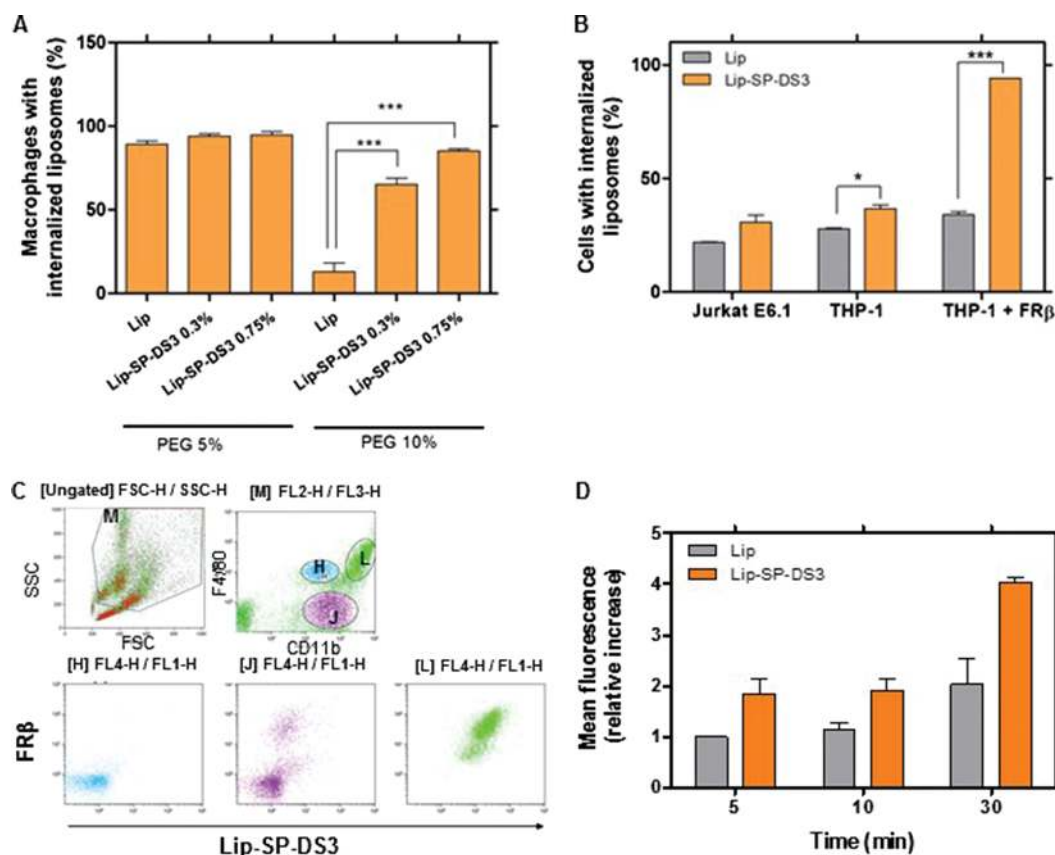 A
Macrophages with
internalized liposomes (%)
150
100
50
0
Lip
Lip-SP-DS3 0.3%
Lip-SP-DS3 0.75%
Lip
Lip-SP-DS3 0.3%
Lip-SP-DS3 0.75%
***
***
PEG 5%
PEG 10%
B
Cells with internalized
liposomes (%)
100
50
0
Lip
Lip-SP-DS3
*
***
Jurkat E6.1
THP-1
THP-1 + FRβ
C
[Ungated] FSC-H / SSC-H
M
SSC
FSC
[M] FL2-H / FL3-H
F4:80
H
L
J
CD11b
[H] FL4-H / FL1-H
[J] FL4-H / FL1-H
[L] FL4-H / FL1-H
FRβ
Lip-SP-DS3
D
Mean fluorescence
(relative increase)
5
4
3
2
1
0
Lip
Lip-SP-DS3
5
10
30
Time (min)